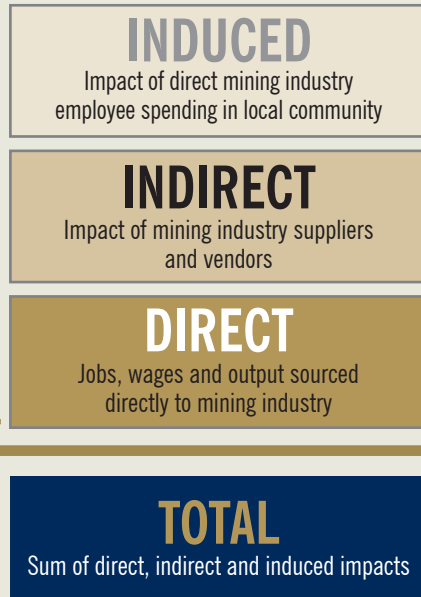 INDUCED
Impact of direct mining industry
employee spending in local community
INDIRECT
Impact of mining industry suppliers
and vendors
DIRECT
Jobs, wages and output sourced
directly to mining industry
TOTAL
Sum of direct, indirect and induced impacts